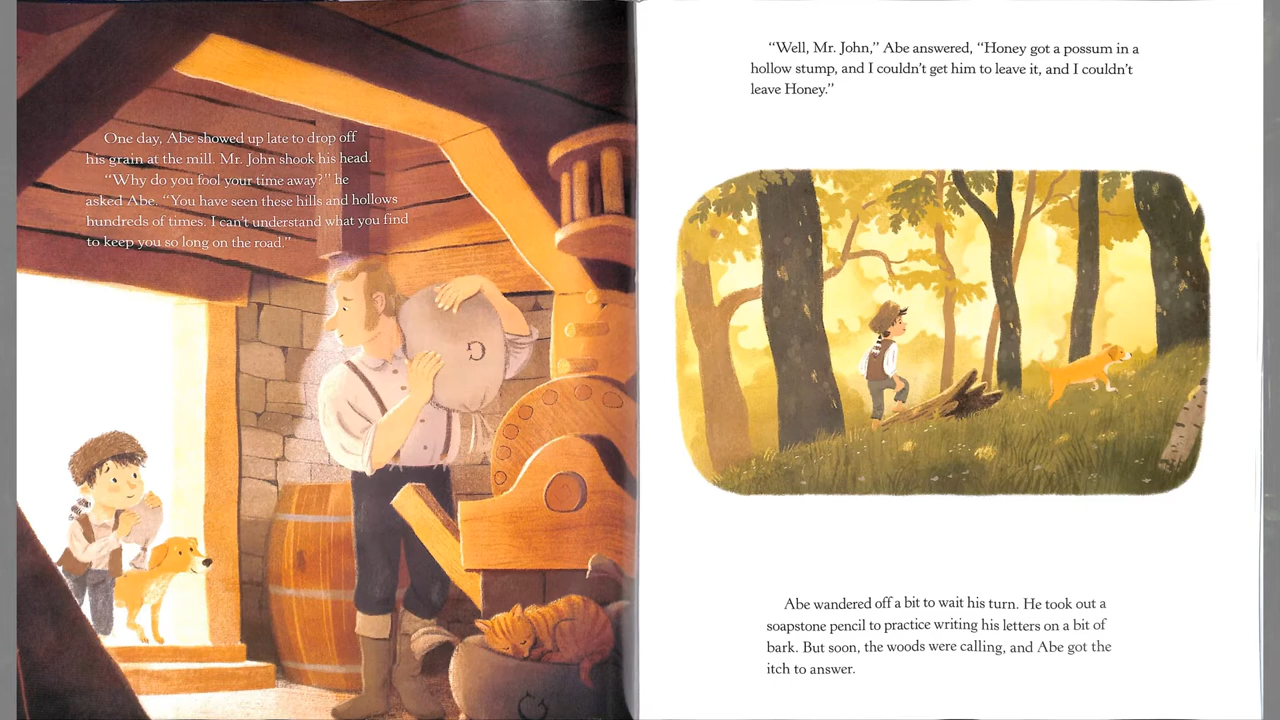 One day, Abe showed up late to drop off
his grain at the mill. Mr. John shook his head.
“Why do you fool your time away?” he
asked Abe. “You have seen these hills and hollows
hundreds of times. I can’t understand what you find
to keep you so long on the road.”
“Well, Mr. John,” Abe answered, “Honey got a possum in a
hollow stump, and I couldn’t get him to leave it, and I couldn’t
leave Honey.”
Abe wandered off a bit to wait his turn. He took out a
soapstone pencil to practice writing his letters on a bit of
bark. But soon, the woods were calling, and Abe got the
itch to answer.